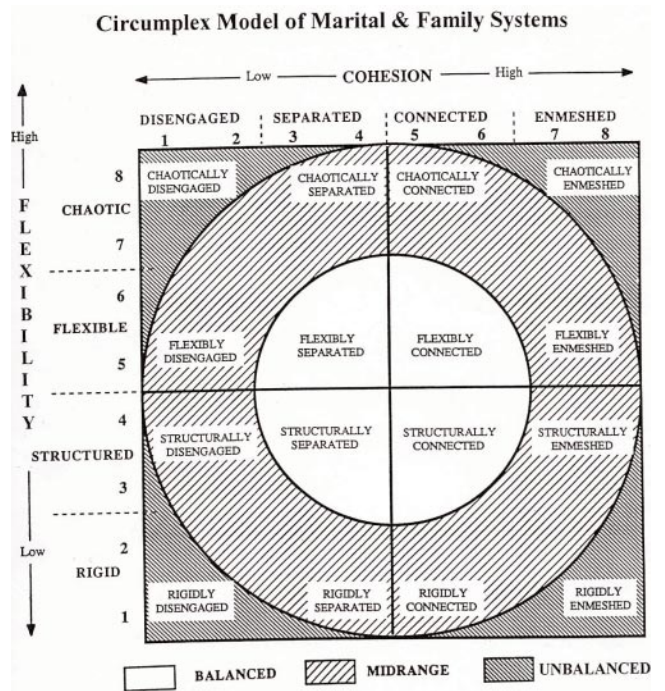 Circumplex Model of Marital & Family Systems
Low COHESION High
DISENGAGED SEPARATED CONNECTED ENMESHED
1 2 3 4 5 6 7 8
High
FLEXIBILITY
Low
8
CHAOTIC
7
6
FLEXIBLE
5
4
STRUCTURED
3
2
RIGID
1
CHAOTICALLY DISENGAGED
CHAOTICALLY SEPARATED
CHAOTICALLY CONNECTED
CHAOTICALLY ENMESHED
FLEXIBLY DISENGAGED
FLEXIBLY SEPARATED
FLEXIBLY CONNECTED
FLEXIBLY ENMESHED
STRUCTURALLY DISENGAGED
STRUCTURALLY SEPARATED
STRUCTURALLY CONNECTED
STRUCTURALLY ENMESHED
RIGIDLY DISENGAGED
RIGIDLY SEPARATED
RIGIDLY CONNECTED
RIGIDLY ENMESHED
BALANCED MIDRANGE UNBALANCED